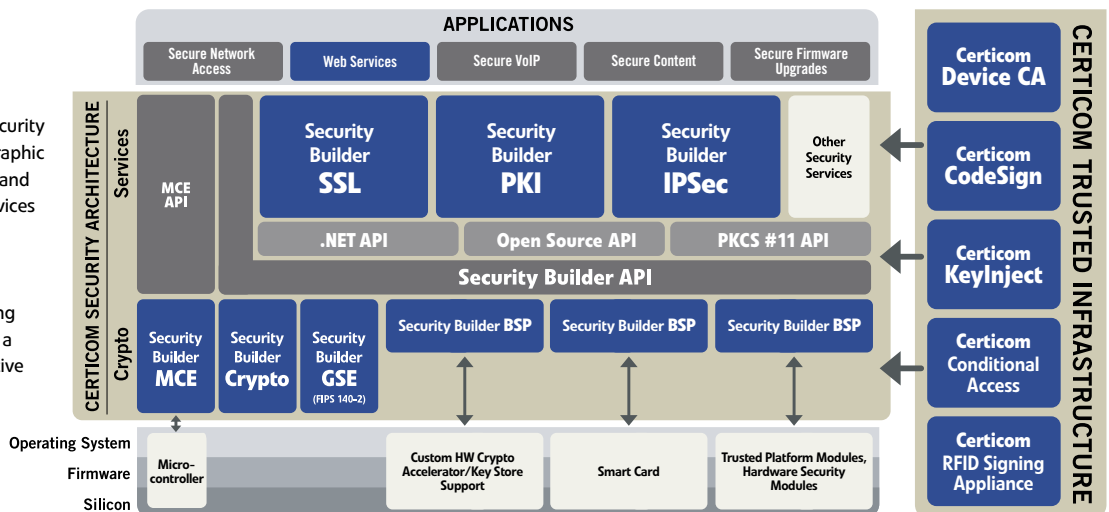 APPLICATIONS
Secure Network
Access
Web Services
Secure VoIP
Secure Content
Secure Firmware
Upgrades
CERTICOM SECURITY ARCHITECTURE
Services
Crypto
MCE
API
Security
Builder
SSL
Security
Builder
PKI
Security
Builder
IPSec
Other
Security
Services
.NET API
Open Source API
PKCS #11 API
Security Builder API
Security
Builder
MCE
Security
Builder
Crypto
Security
Builder
GSE
(FIPS 140-2)
Security Builder BSP
Security Builder BSP
Security Builder BSP
Operating System
Firmware
Silicon
Micro-
controller
Custom HW Crypto
Accelerator/Key Store
Support
Smart Card
Trusted Platform Modules,
Hardware Security
Modules
Certicom
Device CA
Certicom
CodeSign
Certicom
KeyInject
Certicom
Conditional
Access
Certicom
RFID Signing
Appliance
CERTICOM TRUSTED INFRASTRUCTURE
and
a